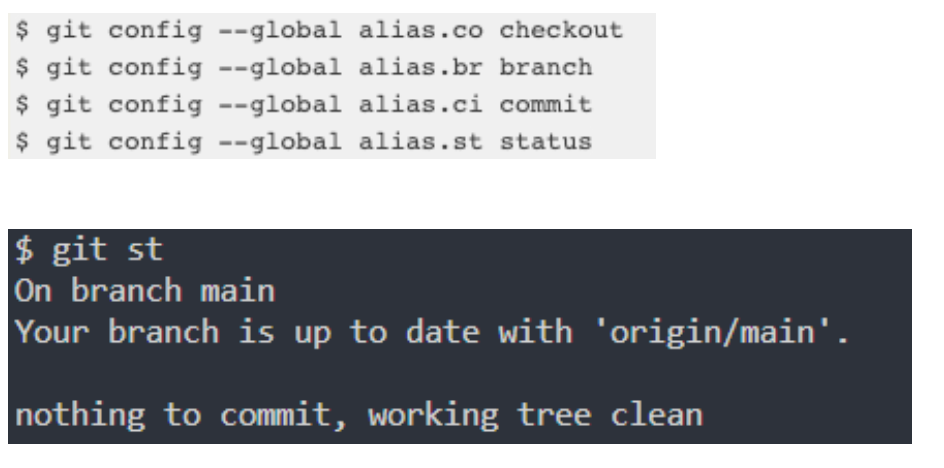 $ git config --global alias.co checkout
$ git config --global alias.br branch
$ git config --global alias.ci commit
$ git config --global alias.st status
$ git st
On branch main
Your branch is up to date with 'origin/main'.
nothing to commit, working tree clean